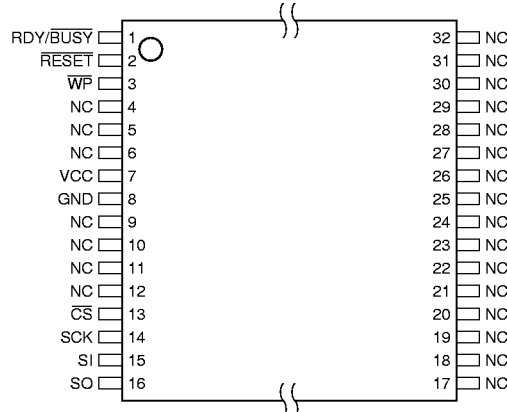 RDY/BUSY 1 32 NC
RESET 2 31 NC
WP 3 30 NC
NC 4 29 NC
NC 5 28 NC
NC 6 27 NC
VCC 7 26 NC
GND 8 25 NC
NC 9 24 NC
NC 10 23 NC
NC 11 22 NC
NC 12 21 NC
CS 13 20 NC
SCK 14 19 NC
SI 15 18 NC
SO 16 17 NC